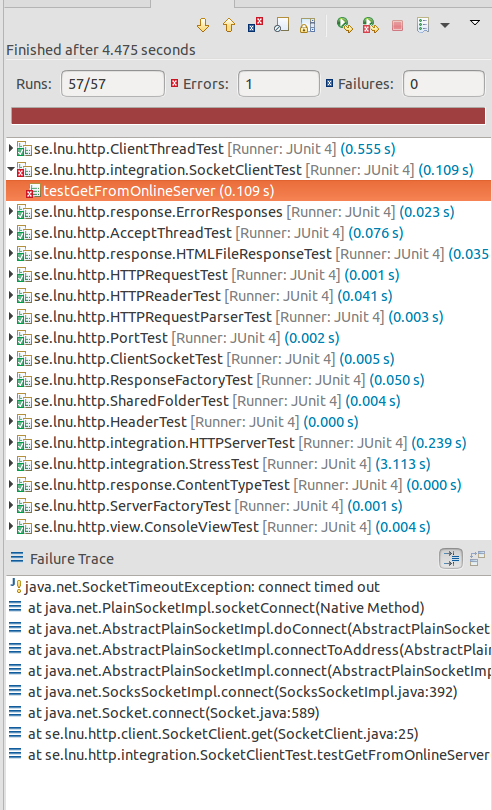 Finished after 4.475 seconds
Runs: 57/57 Errors: 1 Failures: 0
se.lnu.http.ClientThreadTest [Runner: JUnit 4] (0.555 s)
se.lnu.http.integration.SocketClientTest [Runner: JUnit 4] (0.109 s)
testGetFromOnlineServer (0.109 s)
se.lnu.http.response.ErrorResponses [Runner: JUnit 4] (0.023 s)
se.lnu.http.AcceptThreadTest [Runner: JUnit 4] (0.076 s)
se.lnu.http.response.HTMLFileResponseTest [Runner: JUnit 4] (0.035
se.lnu.http.HTTPRequestTest [Runner: JUnit 4] (0.001 s)
se.lnu.http.HTTPReaderTest [Runner: JUnit 4] (0.041 s)
se.lnu.http.HTTPRequestParserTest [Runner: JUnit 4] (0.003 s)
se.lnu.http.PortTest [Runner: JUnit 4] (0.002 s)
se.lnu.http.ClientSocketTest [Runner: JUnit 4] (0.005 s)
se.lnu.http.ResponseFactoryTest [Runner: JUnit 4] (0.050 s)
se.lnu.http.SharedFolderTest [Runner: JUnit 4] (0.004 s)
se.lnu.http.HeaderTest [Runner: JUnit 4] (0.000 s)
se.lnu.http.integration.HTTPServerTest [Runner: JUnit 4] (0.239 s)
se.lnu.http.integration.StressTest [Runner: JUnit 4] (3.113 s)
se.lnu.http.response.ContentTypeTest [Runner: JUnit 4] (0.000 s)
se.lnu.http.ServerFactoryTest [Runner: JUnit 4] (0.001 s)
se.lnu.http.view.ConsoleViewTest [Runner: JUnit 4] (0.004 s)
Failure Trace
java.net.SocketTimeoutException: connect timed out
at java.net.PlainSocketImpl.socketConnect(Native Method)
at java.net.AbstractPlainSocketImpl.doConnect(AbstractPlainSocket
at java.net.AbstractPlainSocketImpl.connectToAddress(AbstractPlain
at java.net.AbstractPlainSocketImpl.connect(AbstractPlainSocketImp
at java.net.SocksSocketImpl.connect(SocksSocketImpl.java:392)
at java.net.Socket.connect(Socket.java:589)
at se.lnu.http.client.SocketClient.get(SocketClient.java:25)
at se.lnu.http.integration.SocketClientTest.testGetFromOnlineServer